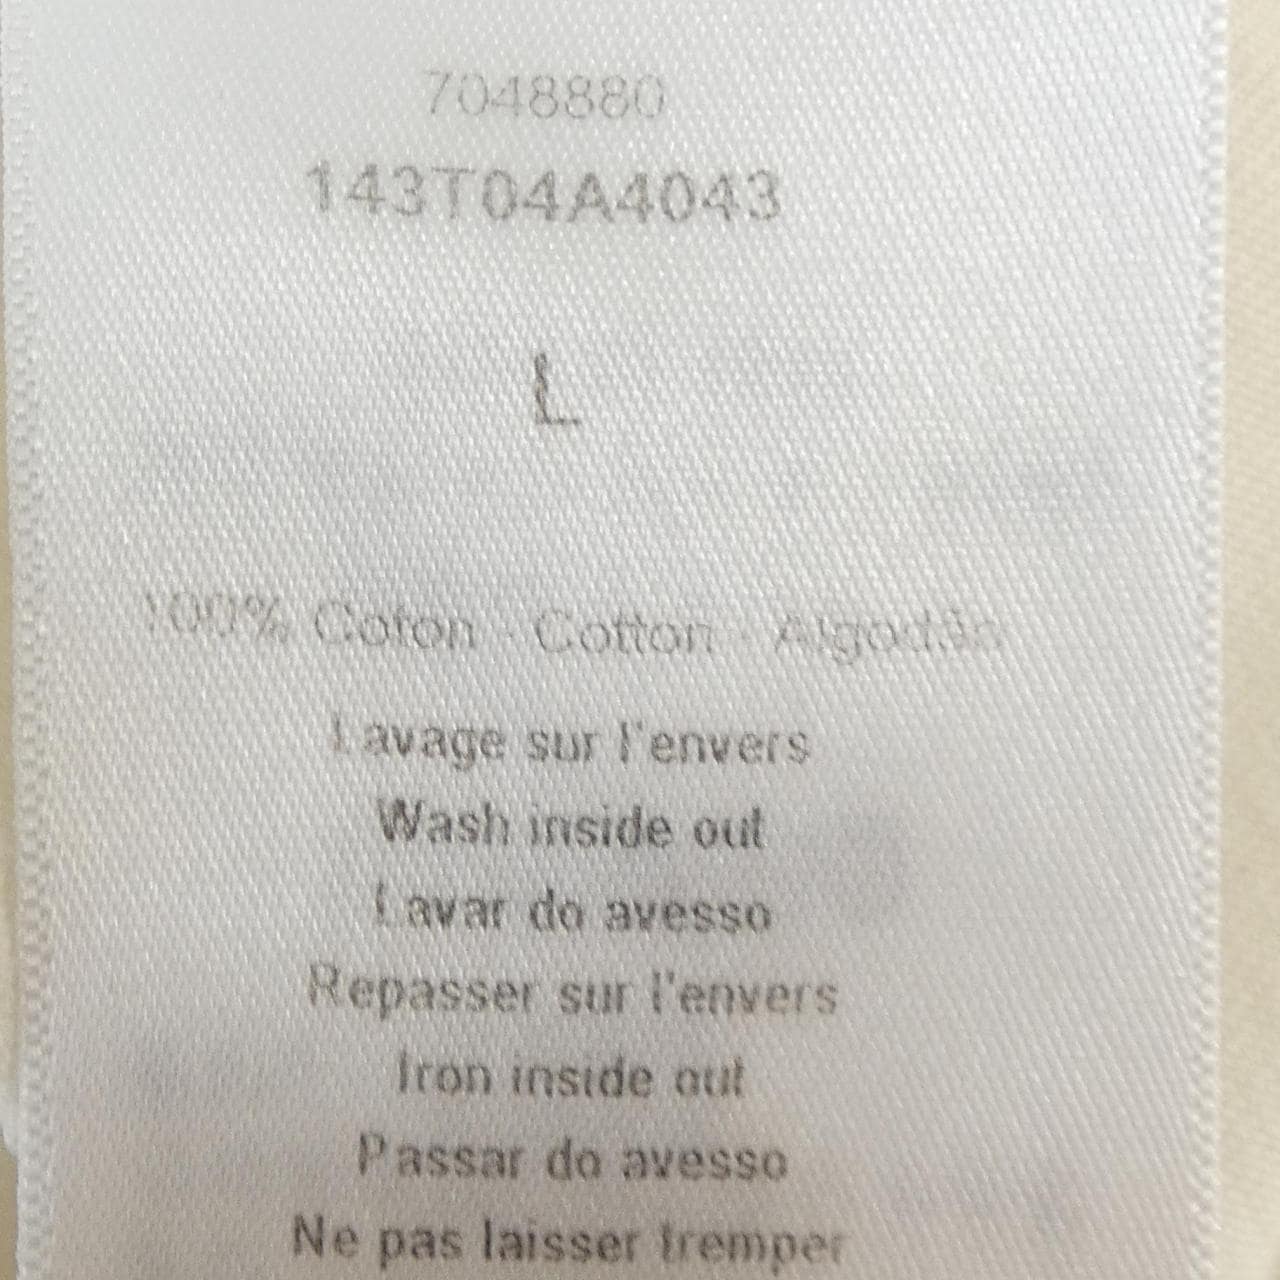 7048880
143T04A4043
L
100% Coton - Cotton - Algodão
Lavage sur l'envers
Wash inside out
Lavar do avesso
Repasser sur l'envers
Iron inside out
Passar do avesso
Ne pas laisser tremper